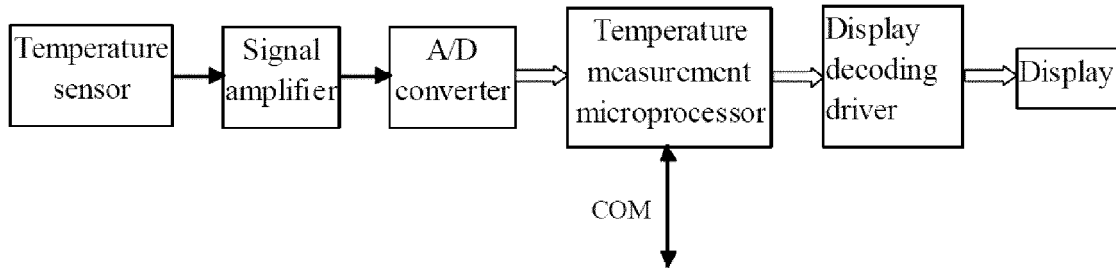 Temperature
sensor
Signal
amplifier
A/D
converter
Temperature
measurement
microprocessor
Display
decoding
driver
Display
COM